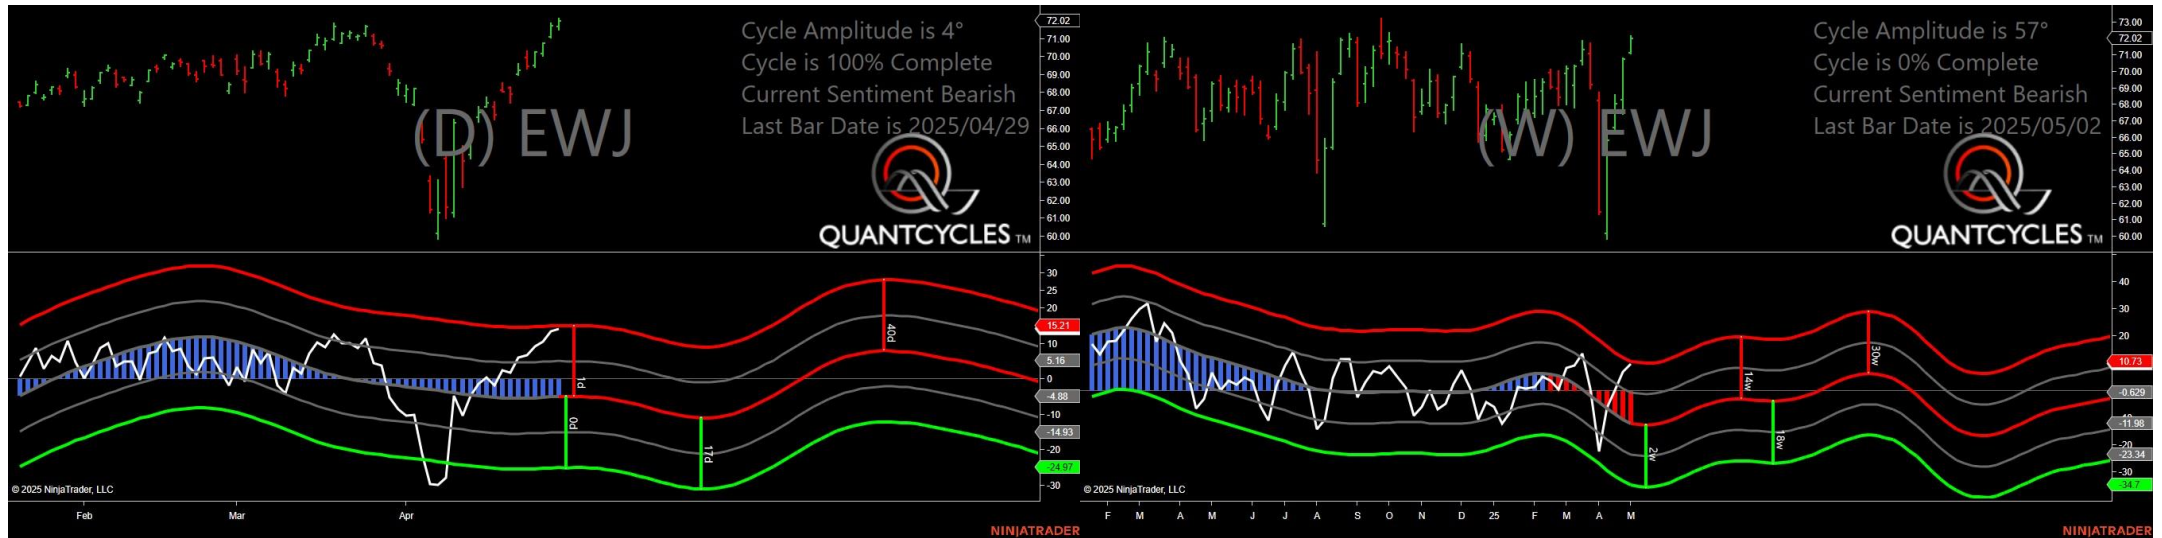 Cycle Amplitude is 4°
Cycle is 100% Complete
Current Sentiment Bearish
Last Bar Date is 2025/04/29
(D) EWJ
QUANTCYCLES TM
72.02
71.00
70.00
69.00
68.00
67.00
66.00
65.00
64.00
63.00
62.00
61.00
60.00
30
25
20
15.21
10
5.16
0
-4.88
-10
-14.93
-20
-24.97
-30
1d
0d
17d
40d
© 2025 NinjaTrader, LLC
Feb Mar Apr
NINJATRADER
Cycle Amplitude is 57°
Cycle is 0% Complete
Current Sentiment Bearish
Last Bar Date is 2025/05/02
(W) EWJ
QUANTCYCLES TM
73.00
72.02
71.00
70.00
69.00
68.00
67.00
66.00
65.00
64.00
63.00
62.00
61.00
60.00
40
30
20
10.73
-0.629
-11.98
-20
-23.34
-30
-34.7
2w
14w
18w
30w
© 2025 NinjaTrader, LLC
F M A M J J A S O N D 25 F M A M
NINJATRADER